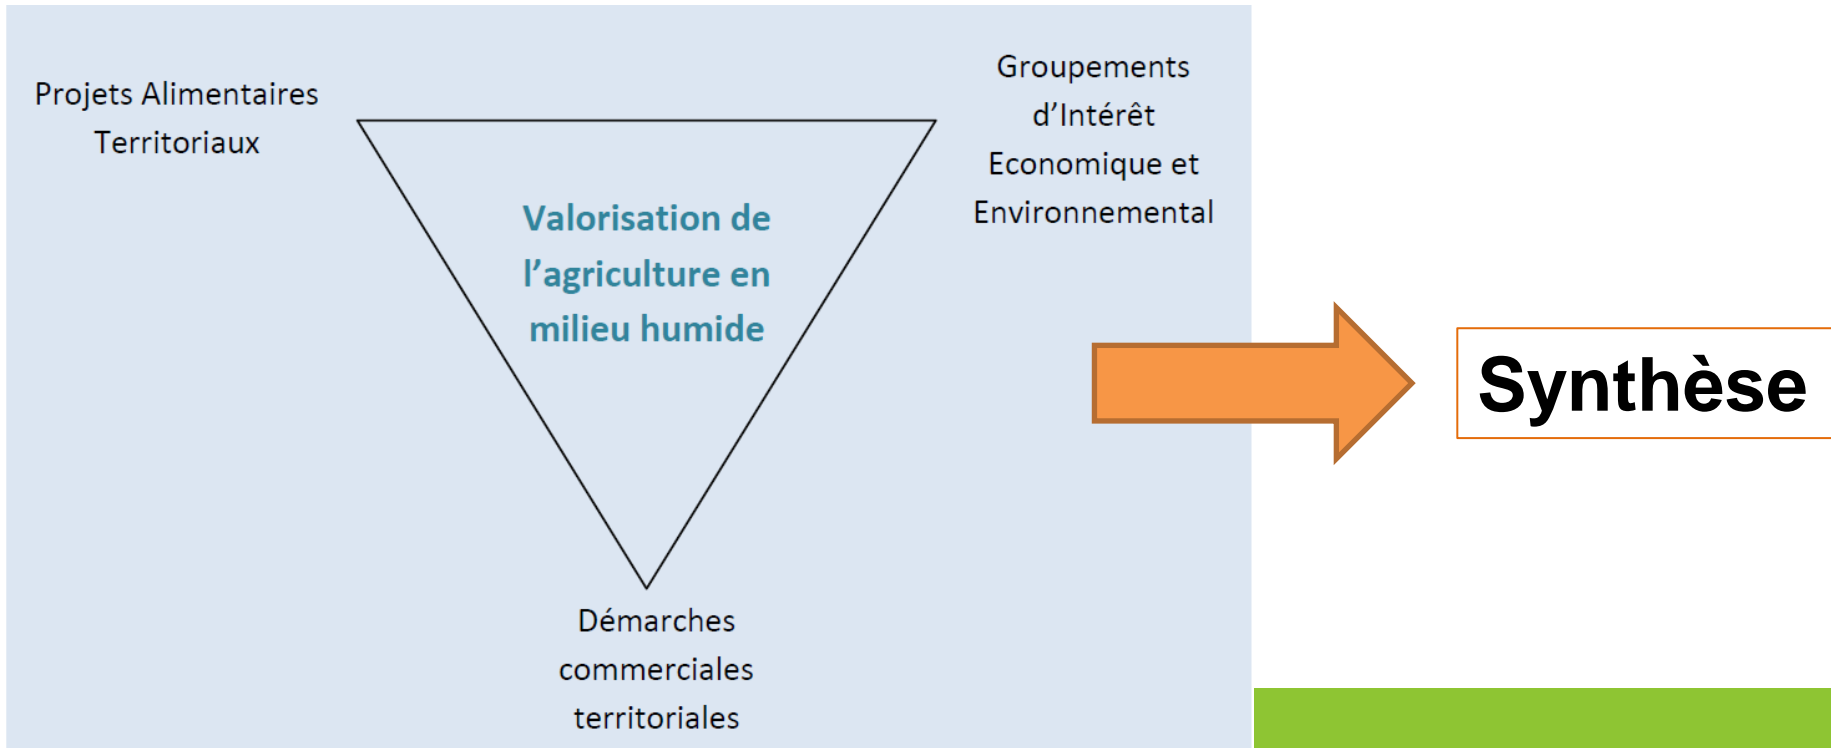 Projets Alimentaires
Territoriaux
Groupements
d’Intérêt
Economique et
Environnemental
Valorisation de
l’agriculture en
milieu humide
Démarches
commerciales
territoriales
Synthèse